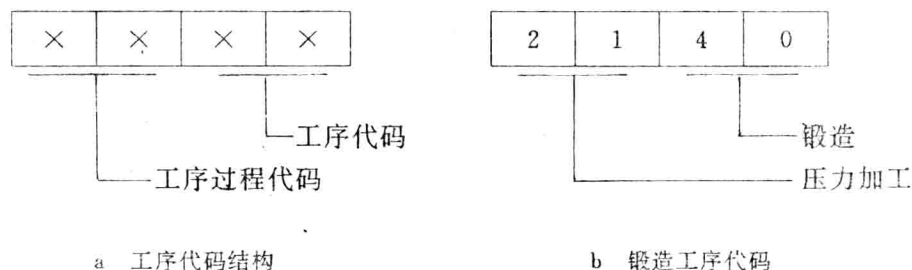 × × × × 2 1 4 0
工序代码 锻造
工序过程代码 压力加工
a 工序代码结构 b 锻造工序代码